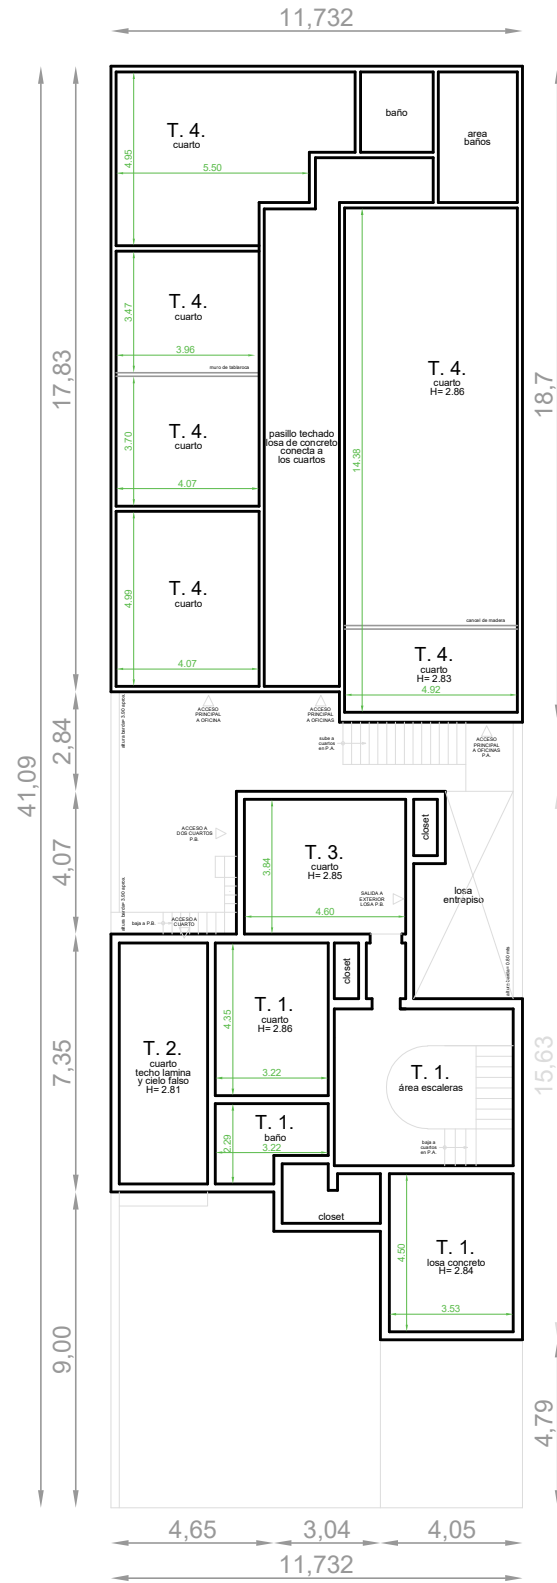 11,732
T. 4.
cuarto
4.95
5.50
baño
area
baños
T. 4.
cuarto
3.47
3.96
muro de tablaroca
T. 4.
cuarto
3.70
4.07
T. 4.
cuarto
4.99
4.07
pasillo techado
losa de concreto
conecta a
los cuartos
T. 4.
cuarto
H= 2.86
14.38
cancel de madera
T. 4.
cuarto
H= 2.83
4.92
17,83
18,7
41,09
2,84
ACCESO
PRINCIPAL
A OFICINA
ACCESO
PRINCIPAL
A OFICINAS
sube a
cuartos
en P.A.
ACCESO
PRINCIPAL
A OFICINAS
P.A.
4,07
ACCESO A
DOS CUARTOS
P.B.
T. 3.
cuarto
H= 2.85
3.84
4.60
SALIDA A
EXTERIOR
LOSA P.B.
closet
losa
entrepiso
baja a P.B.
ACCESO A
CUARTO
7,35
T. 2.
cuarto
techo lamina
y cielo falso
H= 2.81
T. 1.
cuarto
H= 2.86
4.35
3.22
closet
T. 1.
área escaleras
baja a
cuartos
en P.A.
15,63
T. 1.
baño
2.29
3.22
closet
T. 1.
losa concreto
H= 2.84
4.50
3.53
9,00
4,79
4,65
3,04
4,05
11,732